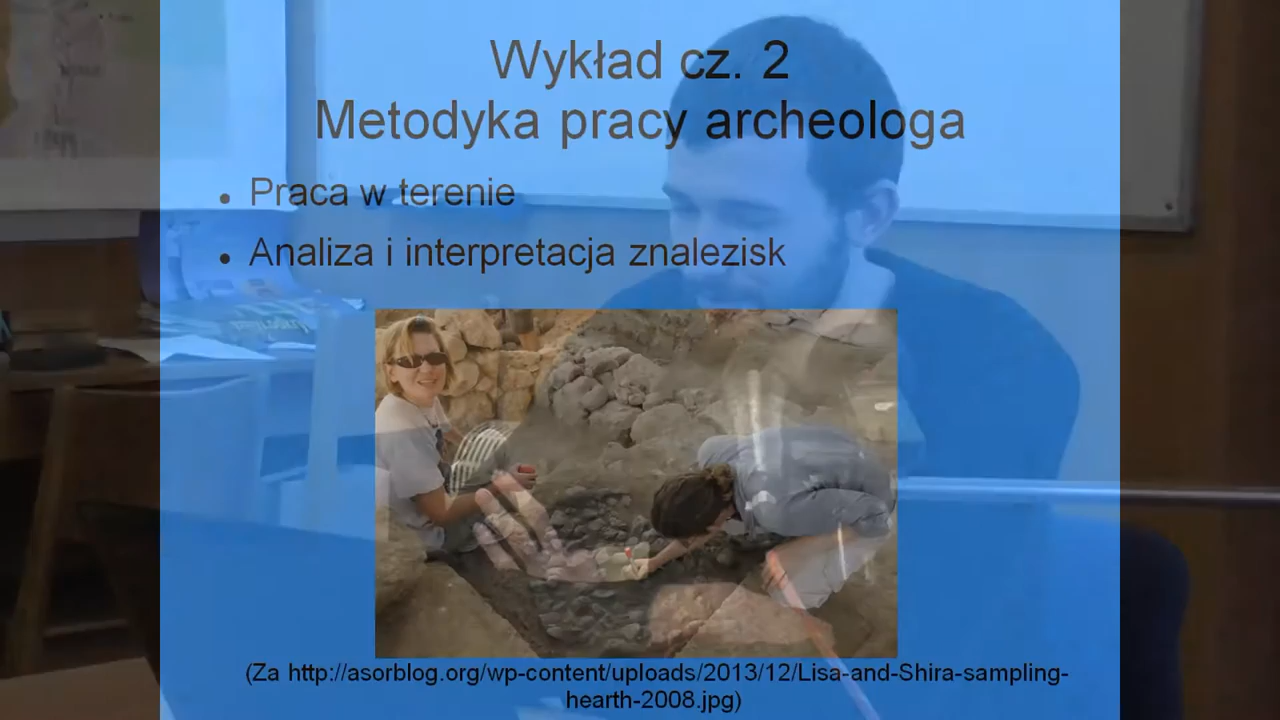 Wykład cz. 2
Metodyka pracy archeologa
Praca w terenie
Analiza i interpretacja znalezisk
(Za http://asorblog.org/wp-content/uploads/2013/12/Lisa-and-Shira-sampling-
hearth-2008.jpg)